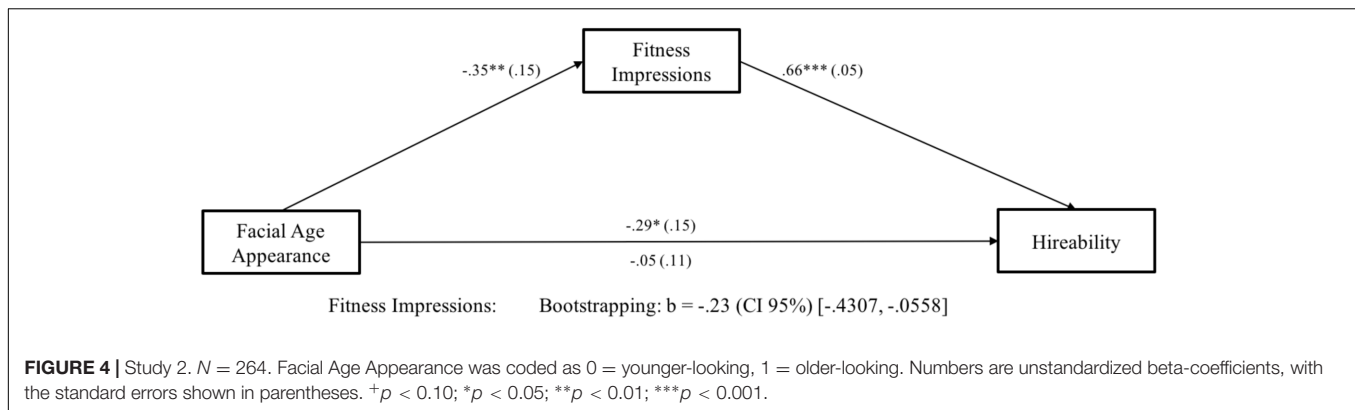 Fitness
Impressions
-.35** (.15)
.66*** (.05)
Facial Age
Appearance
-.29* (.15)
-.05 (.11)
Hireability
Fitness Impressions: Bootstrapping: b = -.23 (CI 95%) [-.4307, -.0558]
FIGURE 4 | Study 2. N = 264. Facial Age Appearance was coded as 0 = younger-looking, 1 = older-looking. Numbers are unstandardized beta-coefficients, with
the standard errors shown in parentheses. +p < 0.10; *p < 0.05; **p < 0.01; ***p < 0.001.